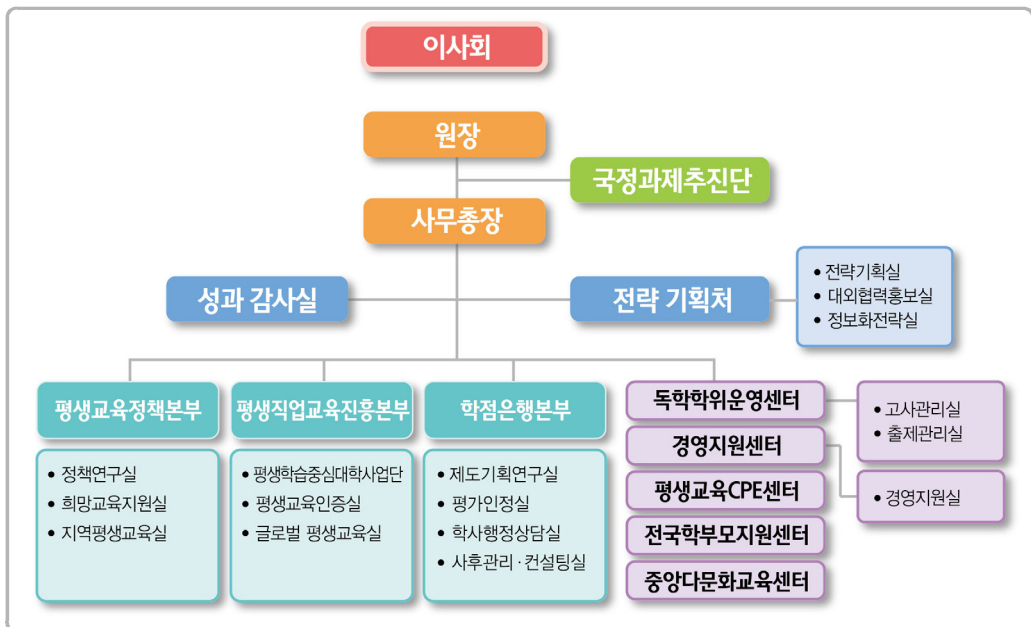 이사회
원장
국정과제추진단
사무총장
성과 감사실
전략 기획처
• 전략기획실
• 대외협력홍보실
• 정보화전략실
평생교육정책본부
• 정책연구실
• 희망교육지원실
• 지역평생교육실
평생직업교육진흥본부
• 평생학습중심대학사업단
• 평생교육인증실
• 글로벌 평생교육실
학점은행본부
• 제도기획연구실
• 평가인정실
• 학사행정상담실
• 사후관리·컨설팅실
독학학위운영센터
경영지원센터
평생교육CPE센터
전국학부모지원센터
중앙다문화교육센터
• 고사관리실
• 출제관리실
• 경영지원실